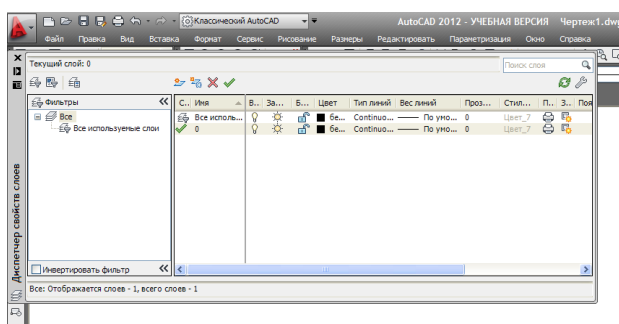 Классический AutoCAD
AutoCAD 2012 - УЧЕБНАЯ ВЕРСИЯ Чертеж1.dwg
Файл Правка Вид Вставка Формат Сервис Рисование Размеры Редактировать Параметризация Окно Справка
Текущий слой: 0
Поиск слоя
Фильтры
С.. Имя В.. За... Б... Цвет Тип линий Вес линий Проз... Стил... П.. З.. Поя
Все
Все исполь... бе... Continuo... По умо... 0 Цвет_7
Все используемые слои
0 бе... Continuo... По умо... 0 Цвет_7
Инвертировать фильтр
Все: Отображается слоев - 1, всего слоев - 1
Диспетчер свойств слоев